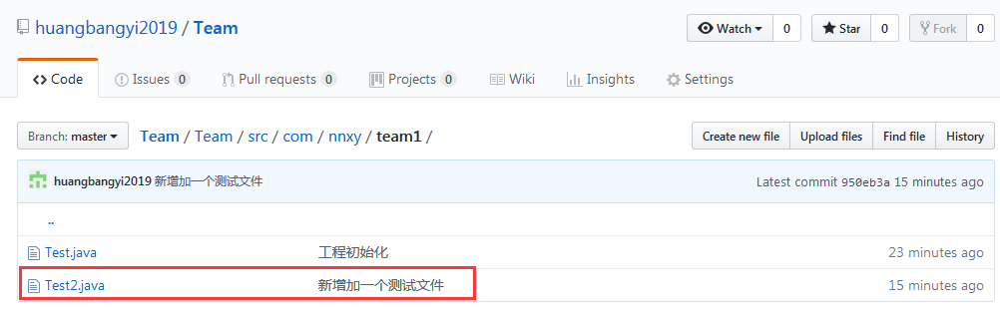 huangbangyi2019 / Team
Watch 0 Star 0 Fork 0
Code Issues 0 Pull requests 0 Projects 0 Wiki Insights Settings
Branch: master Team / Team / src / com / nnxy / team1 / Create new file Upload files Find file History
huangbangyi2019 新增加一个测试文件 Latest commit 950eb3a 15 minutes ago
..
Test.java 工程初始化 23 minutes ago
Test2.java 新增加一个测试文件 15 minutes ago